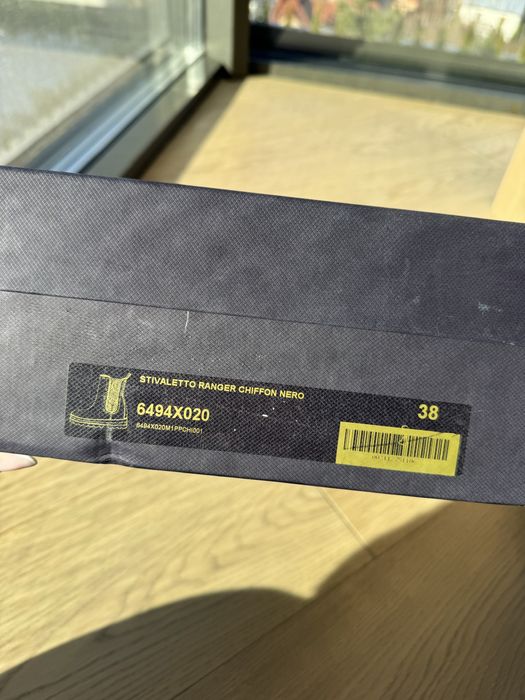 STIVALETTO RANGER CHIFFON NERO
6494X020
38
6494X020M1PPCHI001